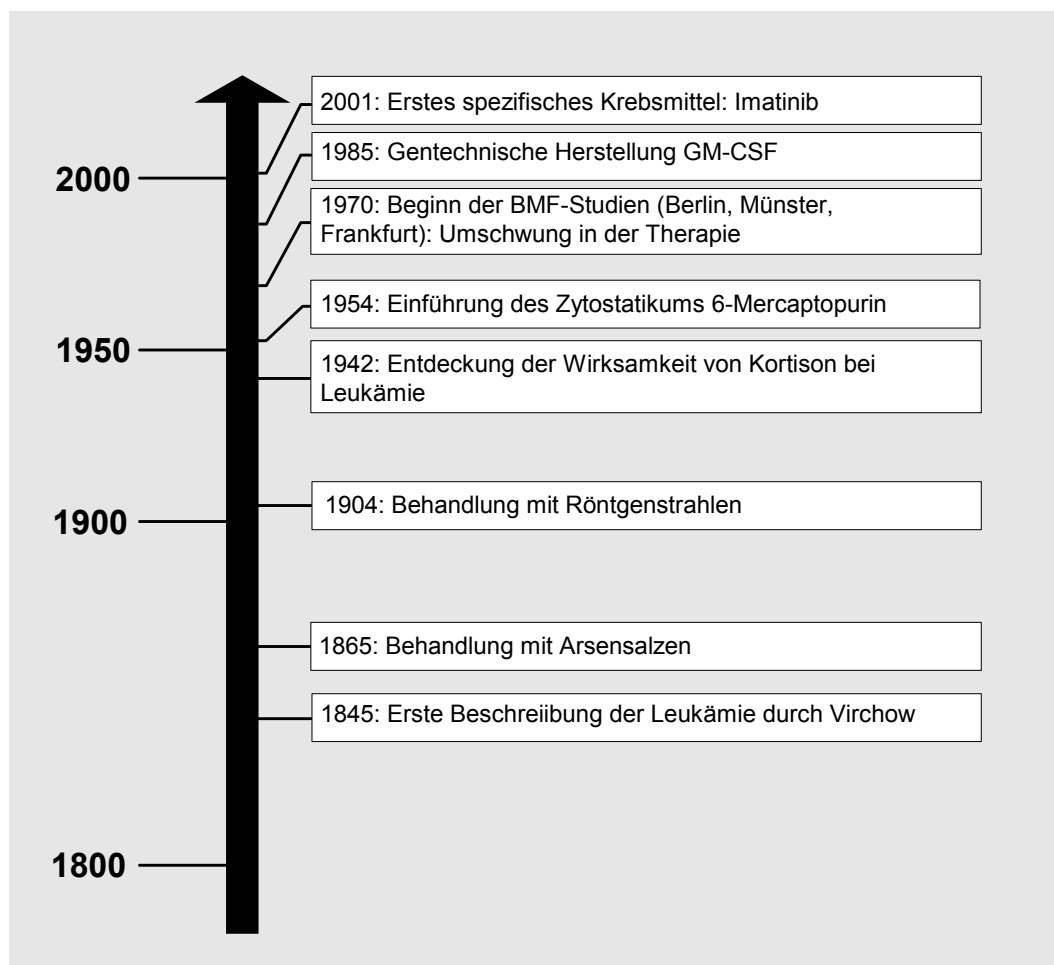 2001: Erstes spezifisches Krebsmittel: Imatinib
1985: Gentechnische Herstellung GM-CSF
2000
1970: Beginn der BMF-Studien (Berlin, Münster,
Frankfurt): Umschwung in der Therapie
1954: Einführung des Zytostatikums 6-Mercaptopurin
1950
1942: Entdeckung der Wirksamkeit von Kortison bei
Leukämie
1904: Behandlung mit Röntgenstrahlen
1900
1865: Behandlung mit Arsensalzen
1845: Erste Beschreiibung der Leukämie durch Virchow
1800